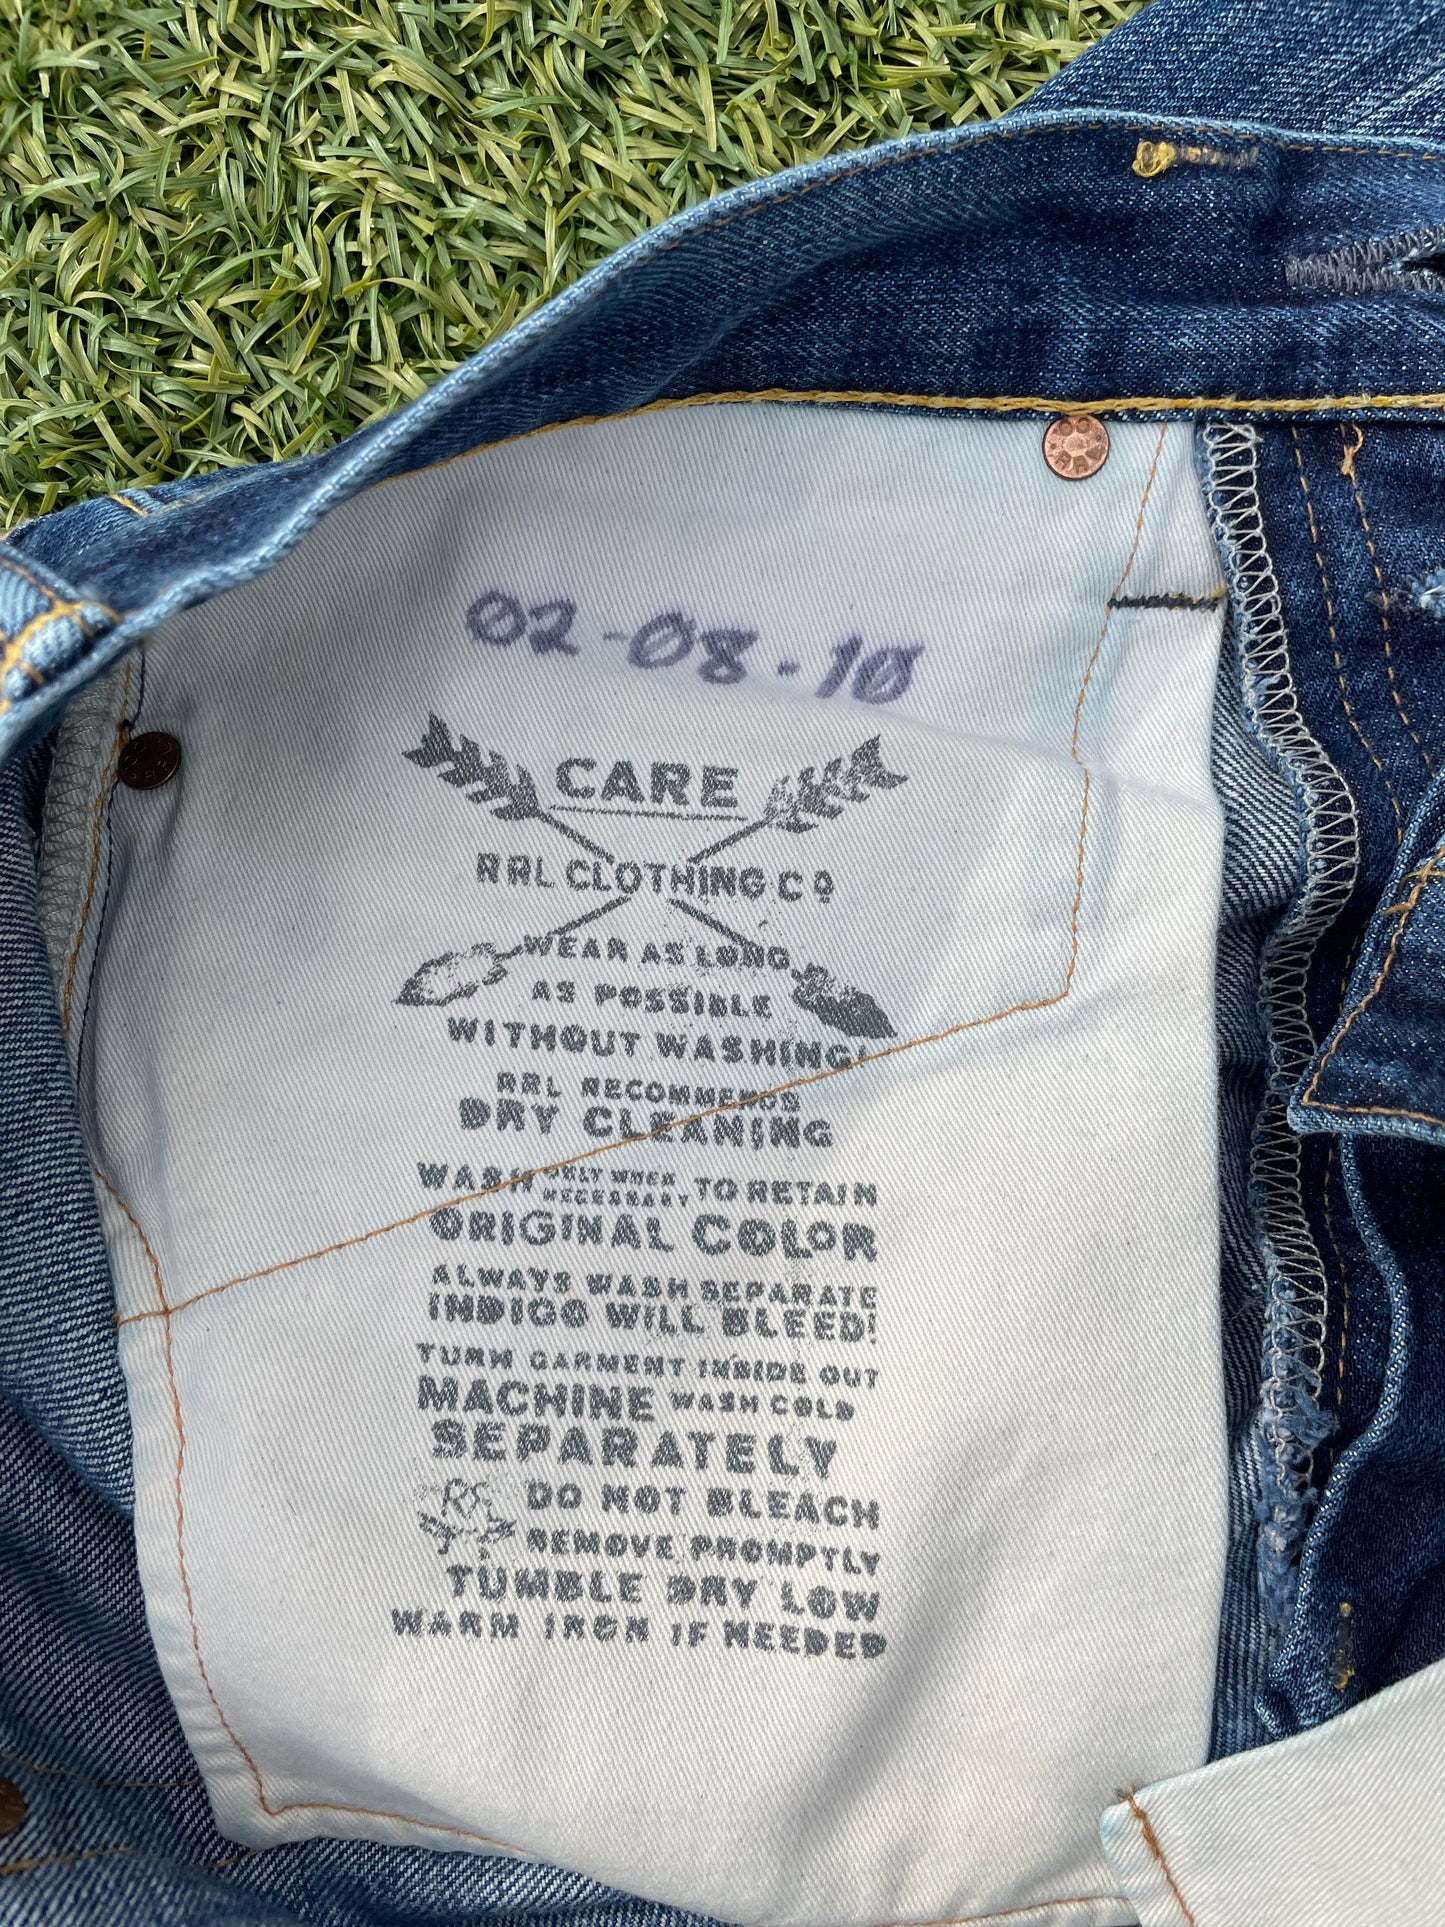 02-08-10
CARE
RRL CLOTHING CO
WEAR AS LONG
AS POSSIBLE
WITHOUT WASHING!
RRL RECOMMENDS
DRY CLEANING
WASH ONLY WHEN NECESSARY TO RETAIN
ORIGINAL COLOR
ALWAYS WASH SEPARATE
INDIGO WILL BLEED!
TURN GARMENT INSIDE OUT
MACHINE WASH COLD
SEPARATELY
DO NOT BLEACH
REMOVE PROMPTLY
TUMBLE DRY LOW
WARM IRON IF NEEDED